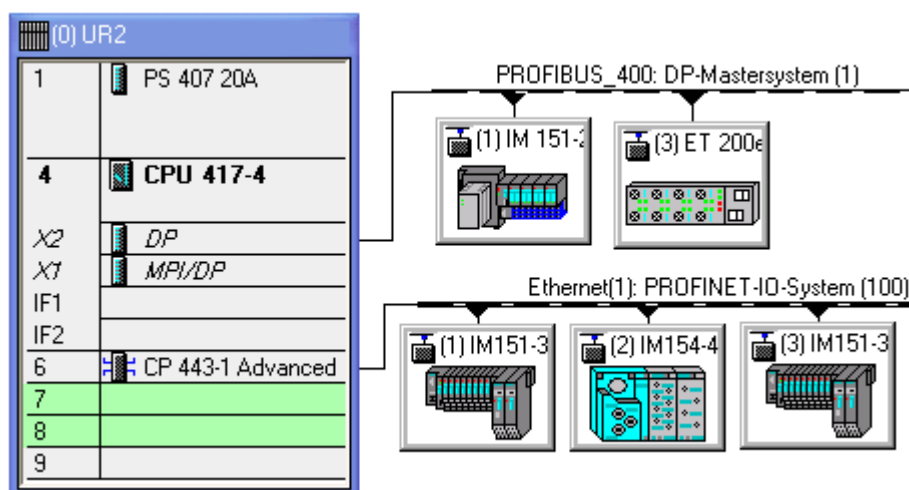 (0) UR2
1 PS 407 20A
4 CPU 417-4
X2 DP
X1 MPI/DP
IF1
IF2
6 CP 443-1 Advanced
7
8
9
PROFIBUS_400: DP-Mastersystem (1)
(1) IM 151-2
(3) ET 200e
Ethernet(1): PROFINET-IO-System (100)
(1) IM151-3
(2) IM154-4
(3) IM151-3